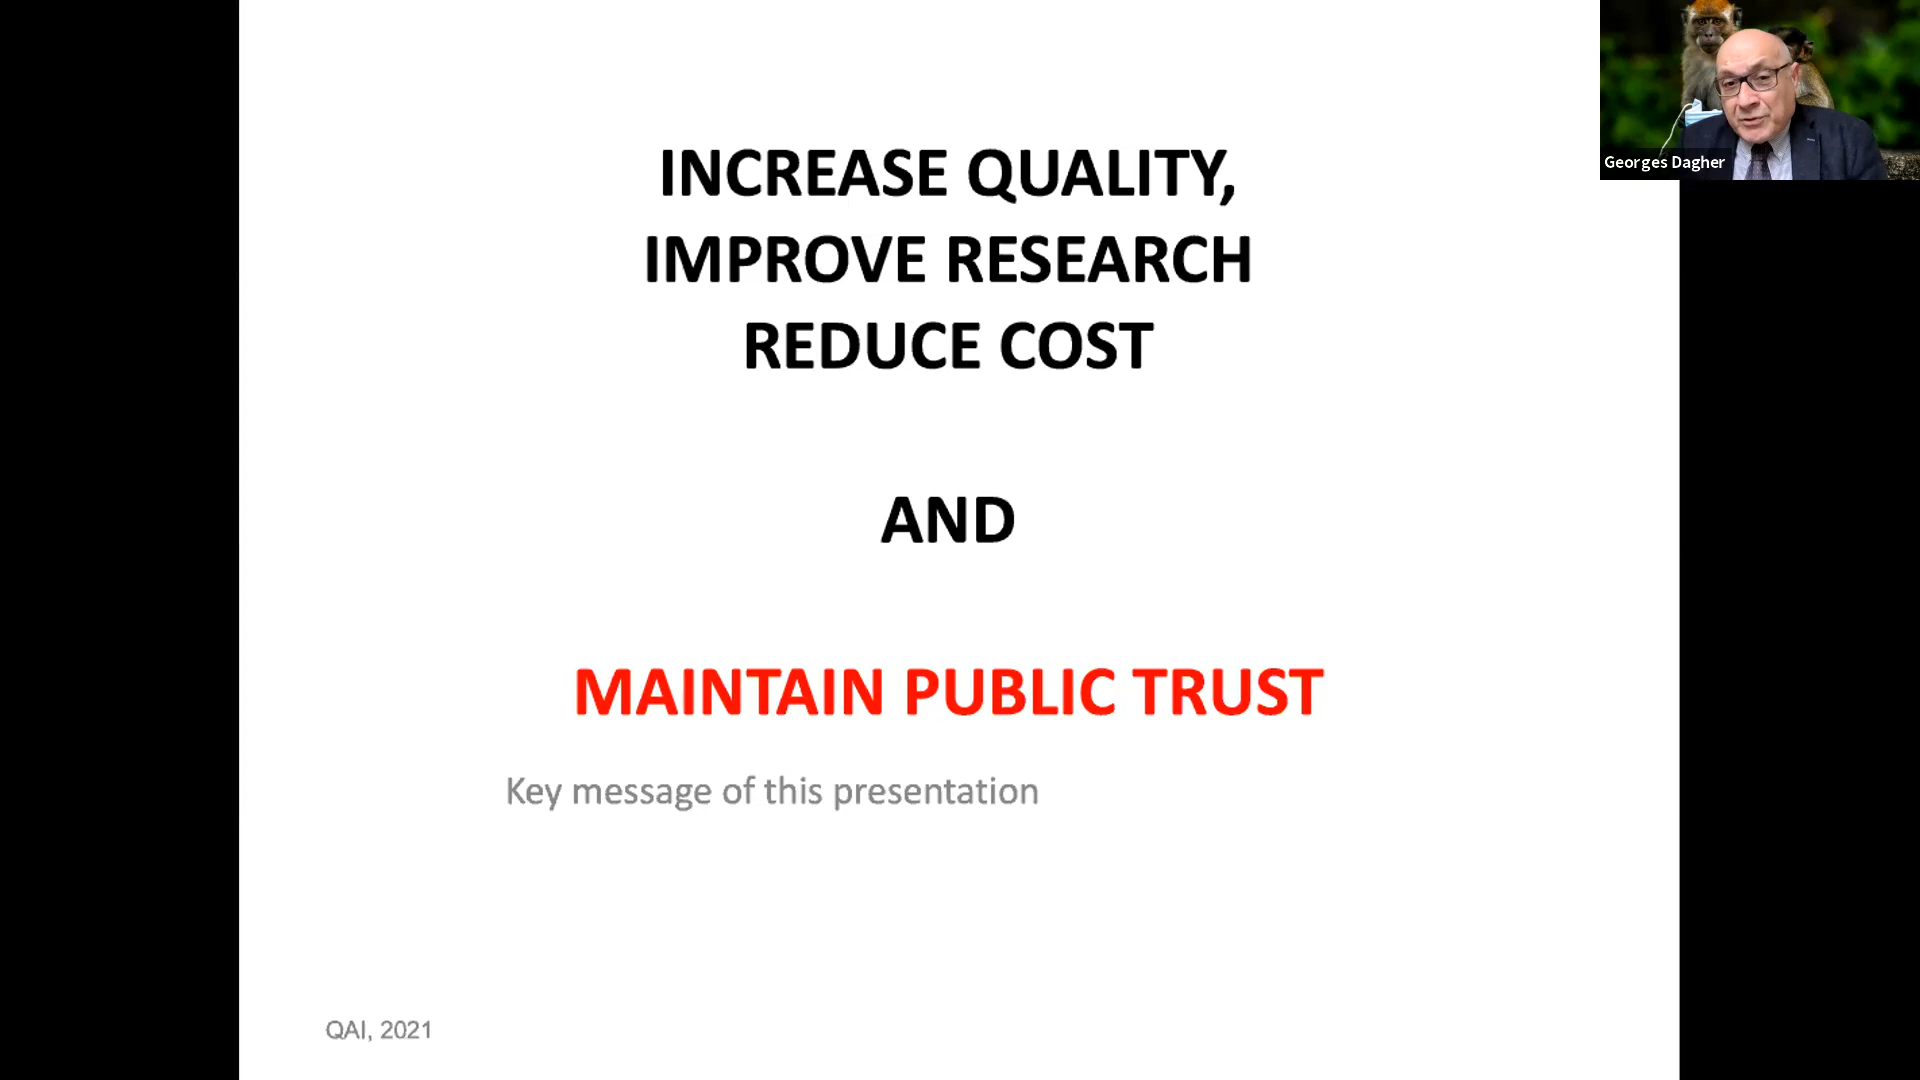 INCREASE QUALITY,
IMPROVE RESEARCH
REDUCE COST
AND
MAINTAIN PUBLIC TRUST
Key message of this presentation
QAI, 2021
Georges Dagher